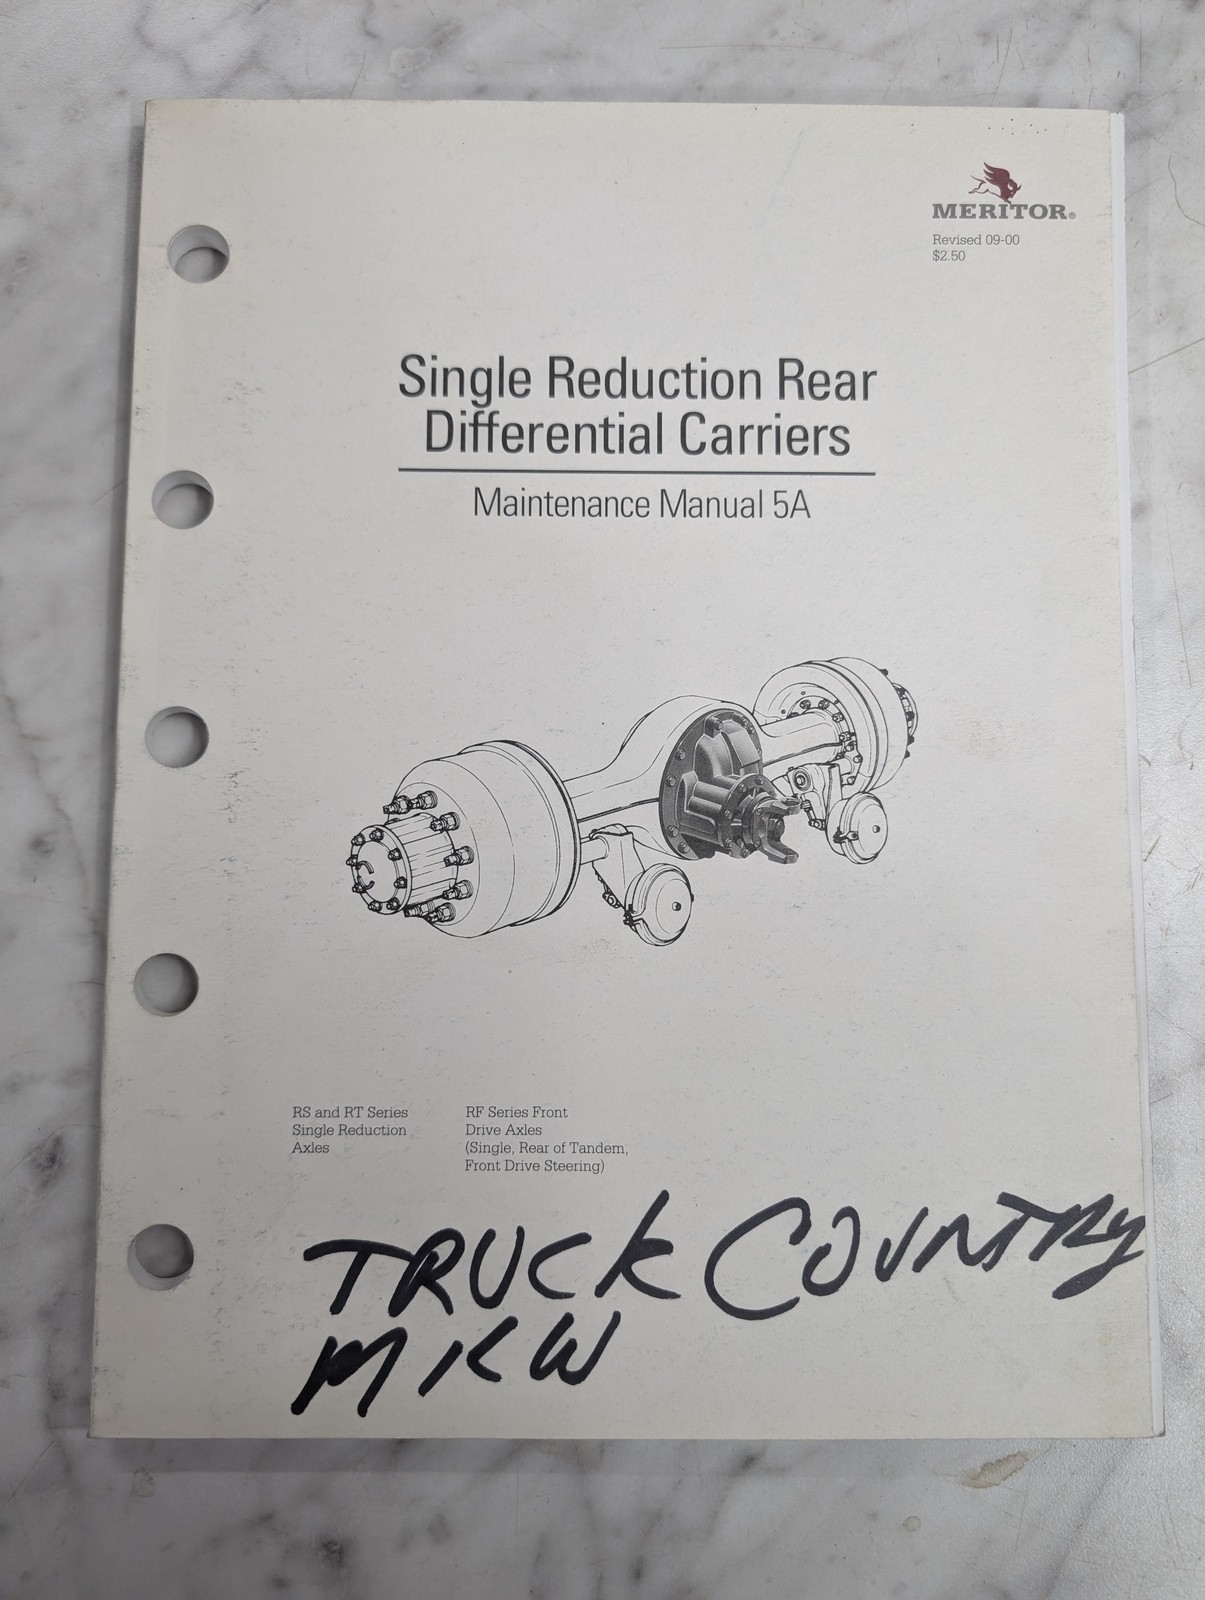 MERITOR®
Revised 09-00
$2.50
Single Reduction Rear
Differential Carriers
Maintenance Manual 5A
RS and RT Series
Single Reduction
Axles
RF Series Front
Drive Axles
(Single, Rear of Tandem,
Front Drive Steering)
TRUCK COUNTRY
MKW